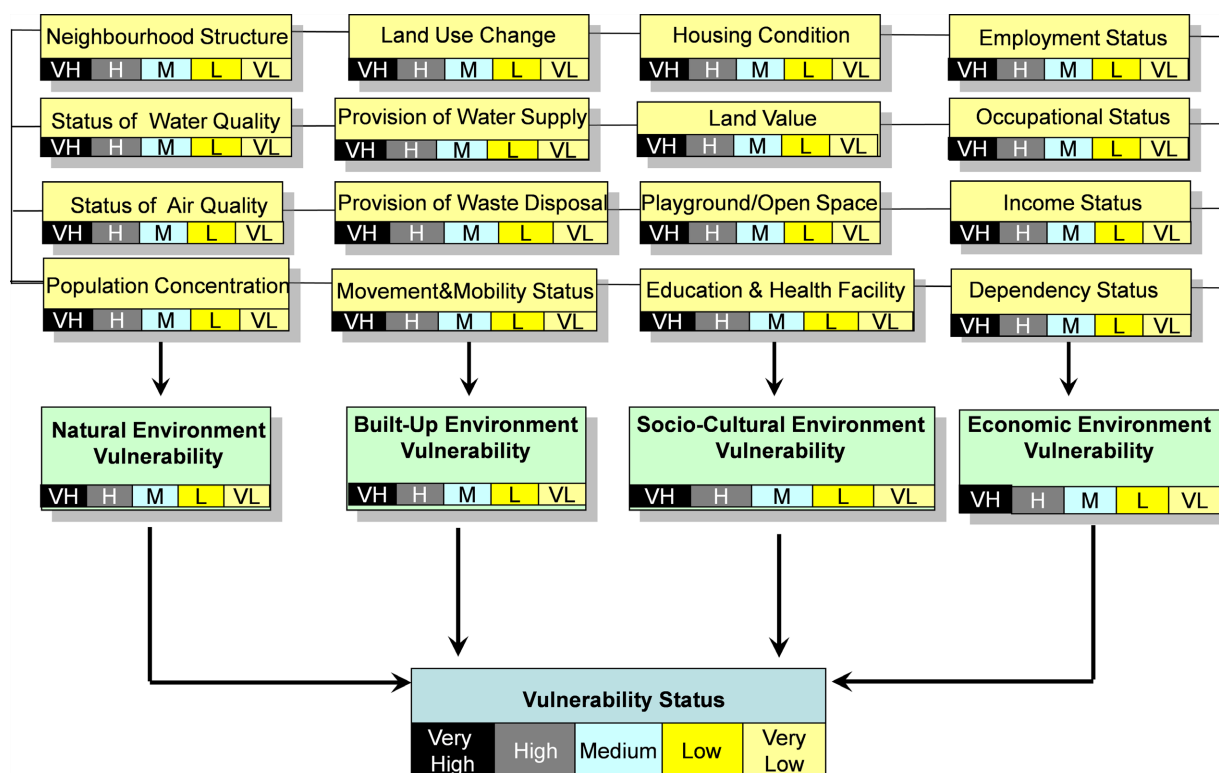 Neighbourhood Structure
VH H M L VL
Land Use Change
VH H M L VL
Housing Condition
VH H M L VL
Employment Status
VH H M L VL
Status of Water Quality
VH H M L VL
Provision of Water Supply
VH H M L VL
Land Value
VH H M L VL
Occupational Status
VH H M L VL
Status of Air Quality
VH H M L VL
Provision of Waste Disposal
VH H M L VL
Playground/Open Space
VH H M L VL
Income Status
VH H M L VL
Population Concentration
VH H M L VL
Movement&Mobility Status
VH H M L VL
Education & Health Facility
VH H M L VL
Dependency Status
VH H M L VL
Natural Environment
Vulnerability
VH H M L VL
Built-Up Environment
Vulnerability
VH H M L VL
Socio-Cultural Environment
Vulnerability
VH H M L VL
Economic Environment
Vulnerability
VH H M L VL
Vulnerability Status
Very
High
High
Medium
Low
Very
Low